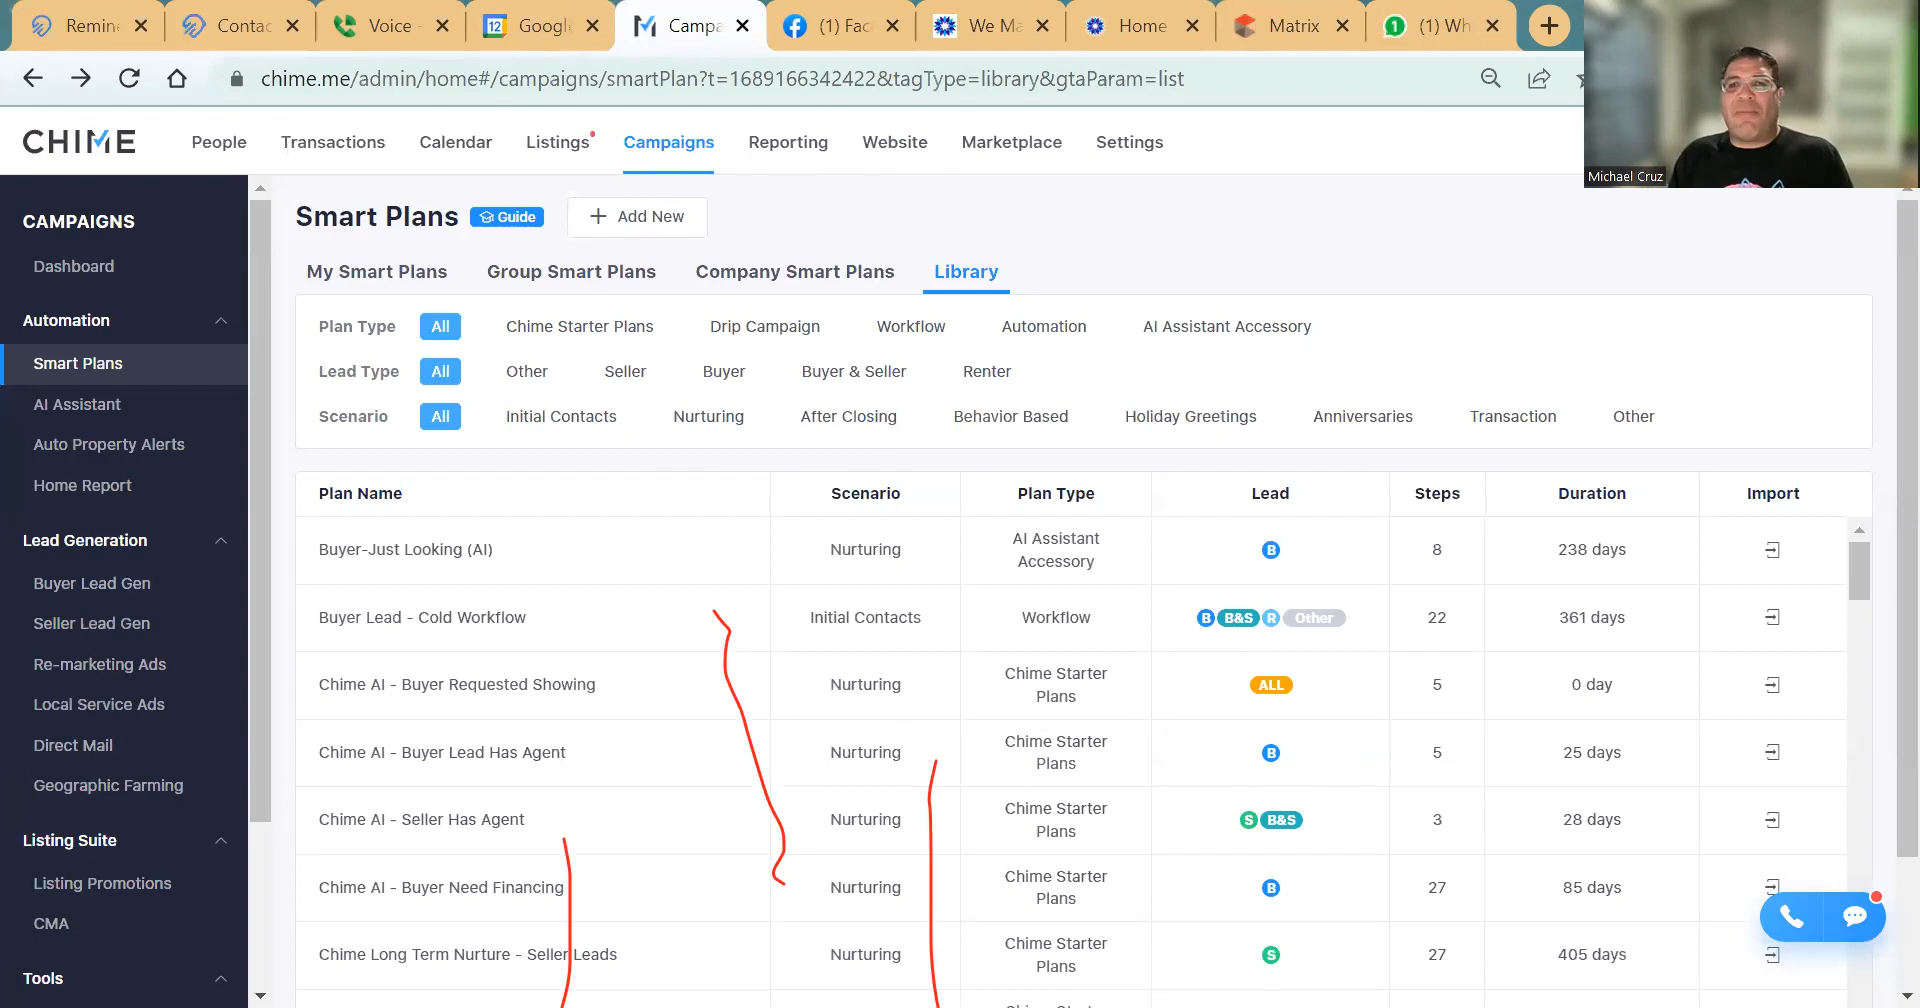 Remin
Contac
Voice -
12
Googl
Campa
(1) Fac
We Ma
Home
Matrix
1
(1) Wh
chime.me/admin/home#/campaigns/smartPlan?t=1689166342422&tagType=library&gtaParam=list
CHIME
People
Transactions
Calendar
Listings
Campaigns
Reporting
Website
Marketplace
Settings
Michael Cruz
CAMPAIGNS
Dashboard
Automation
Smart Plans
AI Assistant
Auto Property Alerts
Home Report
Lead Generation
Buyer Lead Gen
Seller Lead Gen
Re-marketing Ads
Local Service Ads
Direct Mail
Geographic Farming
Listing Suite
Listing Promotions
CMA
Tools
Smart Plans Guide + Add New
My Smart Plans Group Smart Plans Company Smart Plans Library
Plan Type All Chime Starter Plans Drip Campaign Workflow Automation AI Assistant Accessory
Lead Type All Other Seller Buyer Buyer & Seller Renter
Scenario All Initial Contacts Nurturing After Closing Behavior Based Holiday Greetings Anniversaries Transaction Other
Plan Name Scenario Plan Type Lead Steps Duration Import
Buyer-Just Looking (AI) Nurturing AI Assistant Accessory B 8 238 days
Buyer Lead - Cold Workflow Initial Contacts Workflow B B&S R Other 22 361 days
Chime AI - Buyer Requested Showing Nurturing Chime Starter Plans ALL 5 0 day
Chime AI - Buyer Lead Has Agent Nurturing Chime Starter Plans B 5 25 days
Chime AI - Seller Has Agent Nurturing Chime Starter Plans S B&S 3 28 days
Chime AI - Buyer Need Financing Nurturing Chime Starter Plans B 27 85 days
Chime Long Term Nurture - Seller Leads Nurturing Chime Starter Plans S 27 405 days